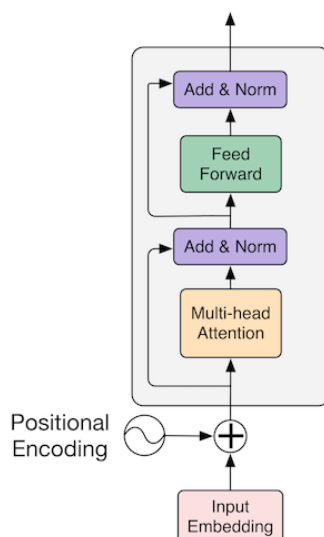 Add & Norm
Feed
Forward
Add & Norm
Multi-head
Attention
Positional
Encoding
Input
Embedding